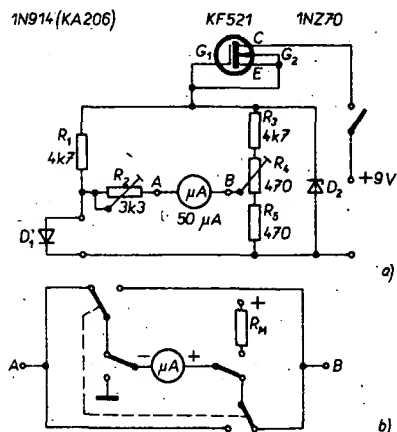 1N914(KA206) KF521 1NZ70
G₁ C G₂
E
R₁ 4k7
R₂ 3k3
A
µA
50 µA
B
R₃ 4k7
R₄ 470
R₅ 470
D₁
D₂
+9V
a)
A
− µA +
+
R_M
B
b)